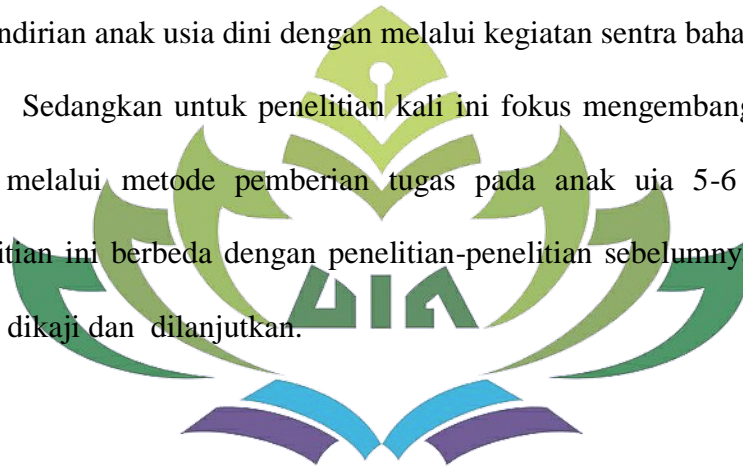 ndirian anak usia dini dengan melalui kegiatan sentra baha
Sedangkan untuk penelitian kali ini fokus mengembang
melalui metode pemberian tugas pada anak uia 5-6
itian ini berbeda dengan penelitian-penelitian sebelumny
dikaji dan dilanjutkan.
UIN